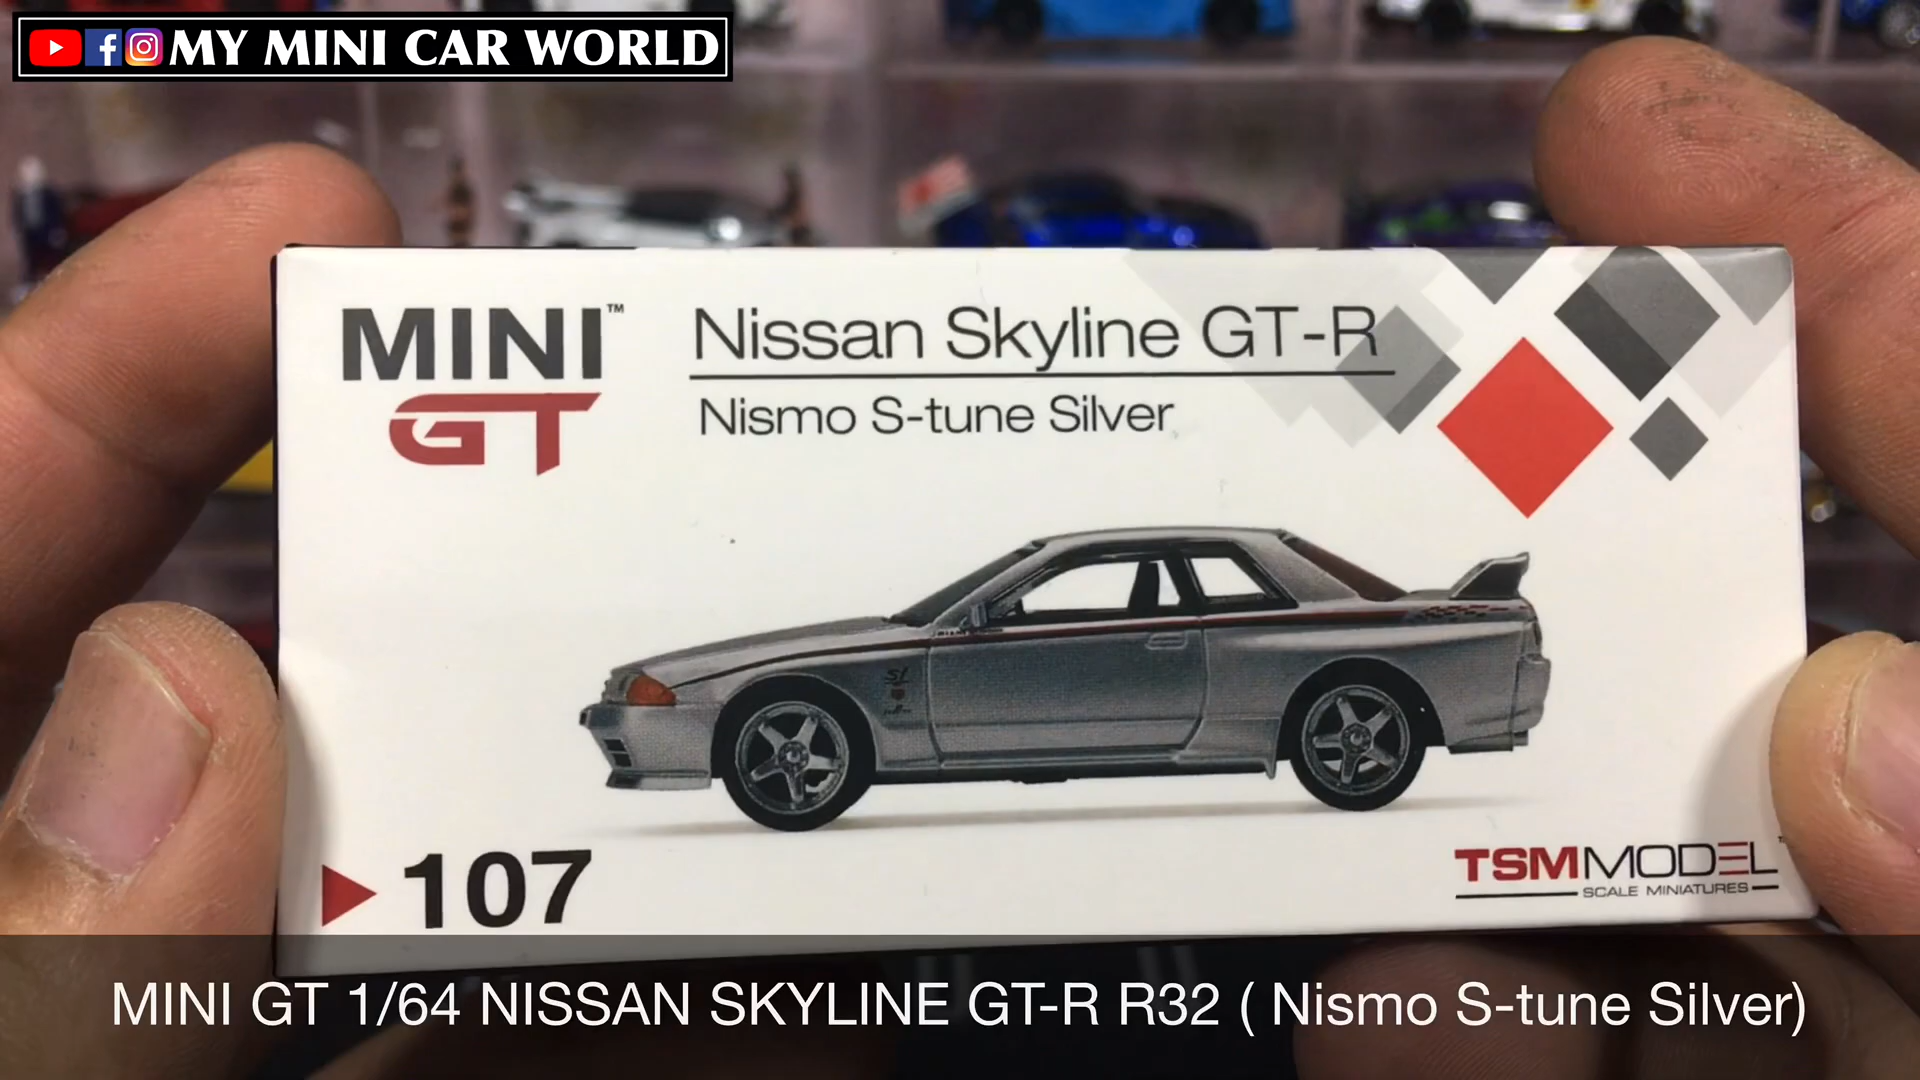 MY MINI CAR WORLD
MINI™
GT
Nissan Skyline GT-R
Nismo S-tune Silver
107
TSMMODEL
SCALE MINIATURES
MINI GT 1/64 NISSAN SKYLINE GT-R R32 ( Nismo S-tune Silver)